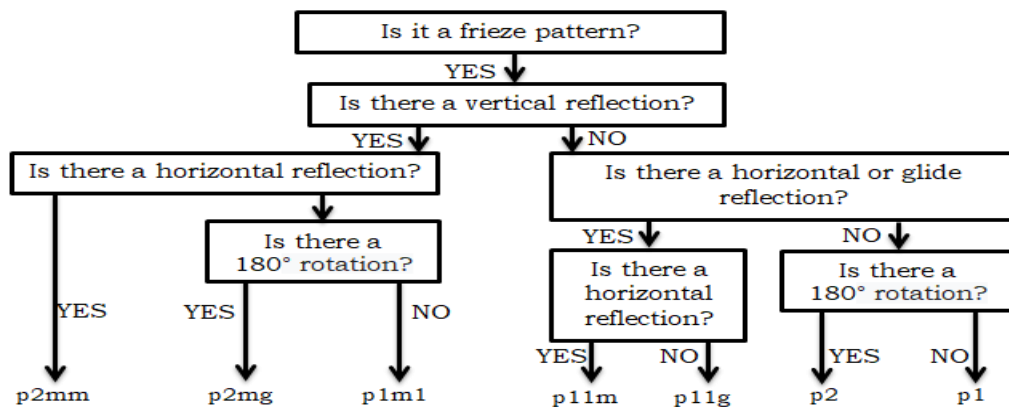 Is it a frieze pattern?
YES
Is there a vertical reflection?
YES
NO
Is there a horizontal reflection?
Is there a horizontal or glide
reflection?
Is there a
180° rotation?
YES
NO
Is there a
horizontal
reflection?
Is there a
180° rotation?
YES
YES
NO
YES
NO
YES
NO
p2mm
p2mg
p1m1
p11m
p11g
p2
p1